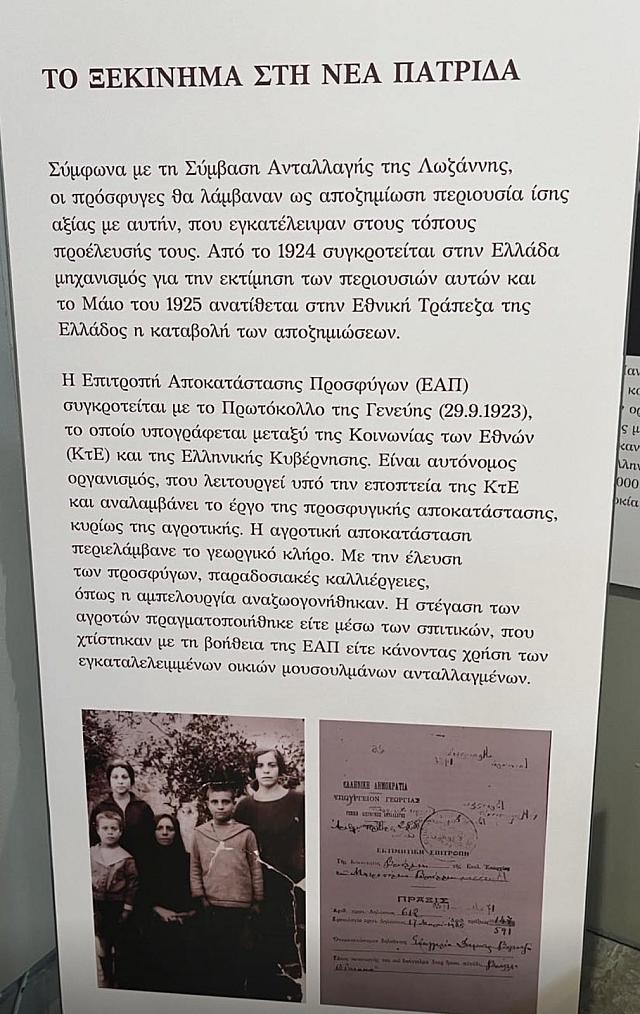 ΤΟ ΞΕΚΙΝΗΜΑ ΣΤΗ ΝΕΑ ΠΑΤΡΙΔΑ
Σύμφωνα με τη Σύμβαση Ανταλλαγής της Λωζάννης,
οι πρόσφυγες θα λάμβαναν ως αποζημίωση περιουσία ίσης
αξίας με αυτήν, που εγκατέλειψαν στους τόπους
προέλευσής τους. Από το 1924 συγκροτείται στην Ελλάδα
μηχανισμός για την εκτίμηση των περιουσιών αυτών και
το Μάιο του 1925 ανατίθεται στην Εθνική Τράπεζα της
Ελλάδος η καταβολή των αποζημιώσεων.
Η Επιτροπή Αποκατάστασης Προσφύγων (ΕΑΠ)
συγκροτείται με το Πρωτόκολλο της Γενεύης (29.9.1923),
το οποίο υπογράφεται μεταξύ της Κοινωνίας των Εθνών
(ΚτΕ) και της Ελληνικής Κυβέρνησης. Είναι αυτόνομος
οργανισμός, που λειτουργεί υπό την εποπτεία της ΚτΕ
και αναλαμβάνει το έργο της προσφυγικής αποκατάστασης,
κυρίως της αγροτικής. Η αγροτική αποκατάσταση
περιελάμβανε το γεωργικό κλήρο. Με την έλευση
των προσφύγων, παραδοσιακές καλλιέργειες,
όπως η αμπελουργία αναζωογονήθηκαν. Η στέγαση των
αγροτών πραγματοποιήθηκε είτε μέσω των σπιτικών, που
χτίστηκαν με τη βοήθεια της ΕΑΠ είτε κάνοντας χρήση των
εγκαταλελειμμένων οικιών μουσουλμάνων ανταλλαγμένων.
ΕΛΛΗΝΙΚΗ ΔΗΜΟΚΡΑΤΙΑ
ΥΠΟΥΡΓΕΙΟΝ ΓΕΩΡΓΙΑΣ
ΕΚΤΙΜΗΤΙΚΗ ΕΠΙΤΡΟΠΗ
ΠΡΑΞΙΣ
618
591